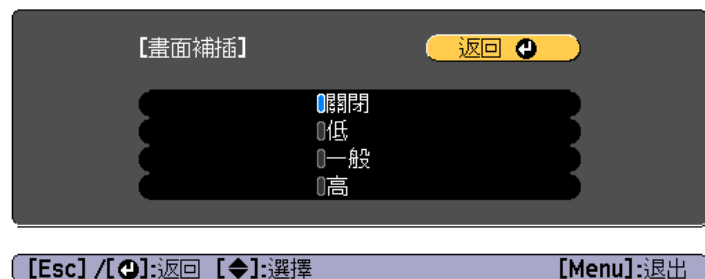 [畫面補插] 返回
關閉
低
一般
高
[Esc] /[]:返回 []:選擇 [Menu]:退出